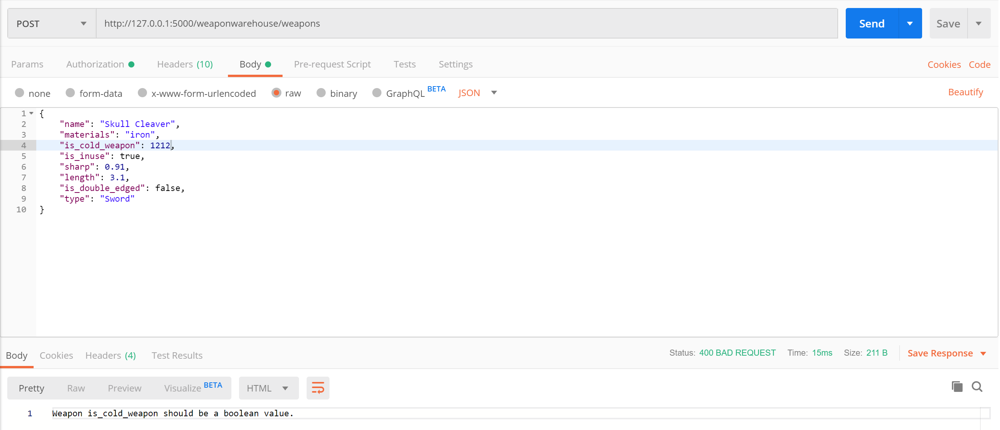 POST http://127.0.0.1:5000/weaponwarehouse/weapons Send Save
Params Authorization Headers (10) Body Pre-request Script Tests Settings Cookies Code
none form-data x-www-form-urlencoded raw binary GraphQL BETA JSON Beautify
1 {
2 "name": "Skull Cleaver",
3 "materials": "iron",
4 "is_cold_weapon": 1212,
5 "is_inuse": true,
6 "sharp": 0.91,
7 "length": 3.1,
8 "is_double_edged": false,
9 "type": "Sword"
10 }
Body Cookies Headers (4) Test Results Status: 400 BAD REQUEST Time: 15ms Size: 211 B Save Response
Pretty Raw Preview Visualize BETA HTML
1 Weapon is_cold_weapon should be a boolean value.